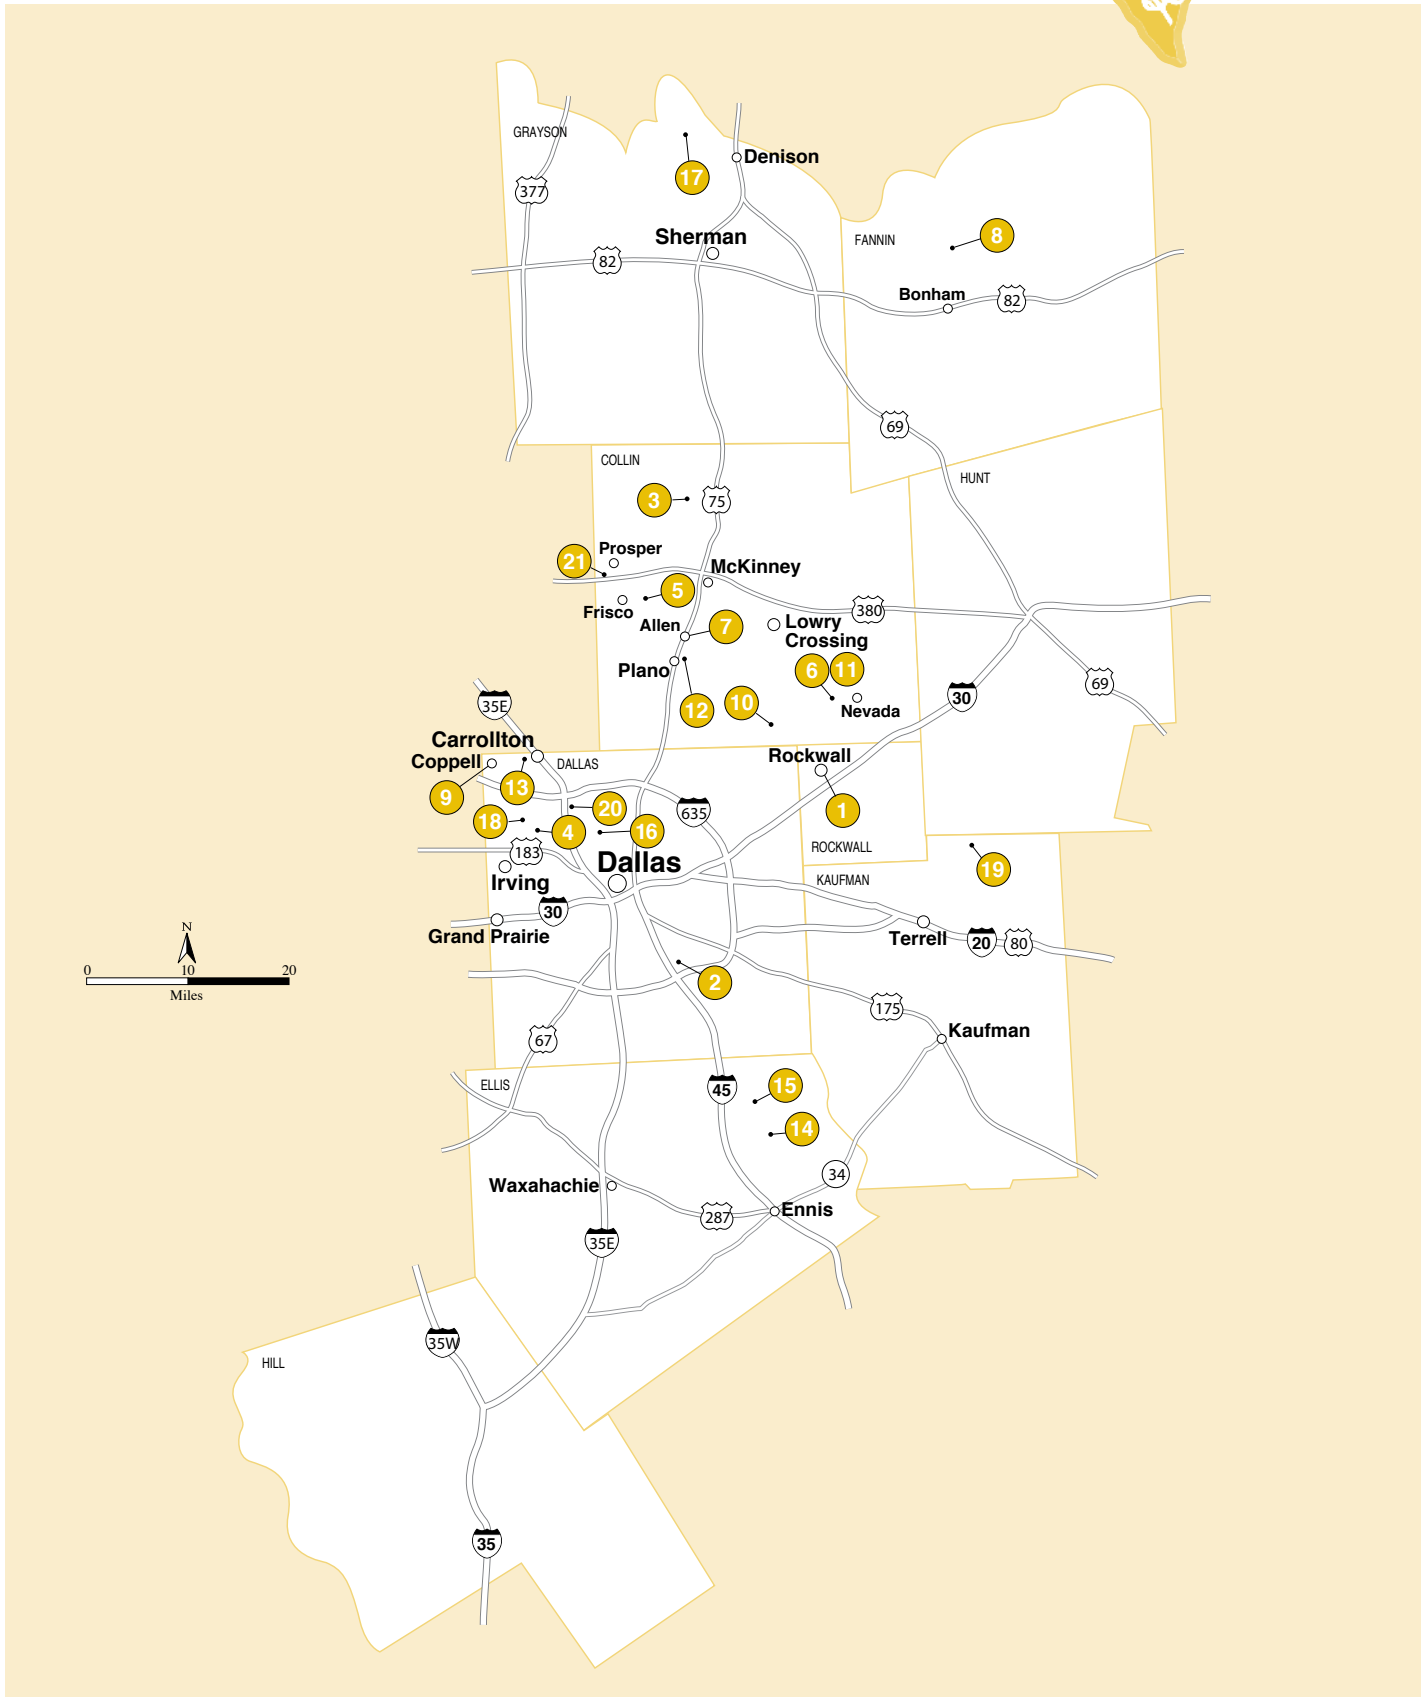 GRAYSON
377
17
Denison
Sherman
82
FANNIN
8
Bonham
82
69
COLLIN
HUNT
3
75
21
Prosper
McKinney
5
Frisco
380
Allen
7
Lowry
Crossing
Plano
6
11
69
30
12
10
Nevada
35E
Carrollton
Coppell
DALLAS
Rockwall
9
13
20
635
1
18
4
16
183
Dallas
ROCKWALL
19
Irving
KAUFMAN
30
Grand Prairie
Terrell
20
80
N
0
10
20
Miles
2
175
67
Kaufman
ELLIS
45
15
14
34
Waxahachie
287
Ennis
35E
35W
HILL
35